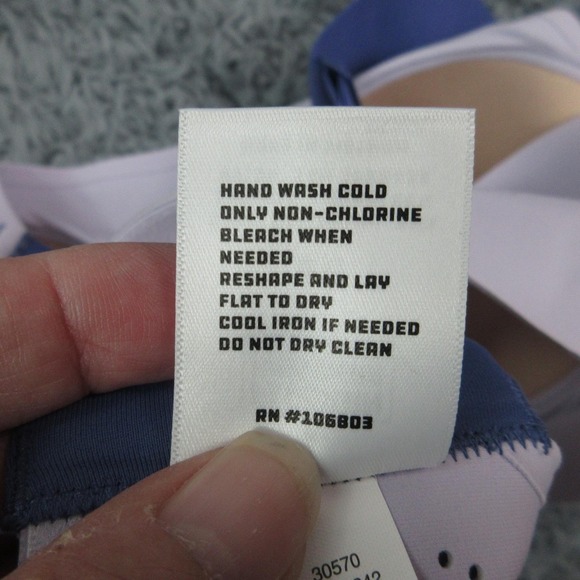 HAND WASH COLD
ONLY NON-CHLORINE
BLEACH WHEN
NEEDED
RESHAPE AND LAY
FLAT TO DRY
COOL IRON IF NEEDED
DO NOT DRY CLEAN
RN #106803
30570